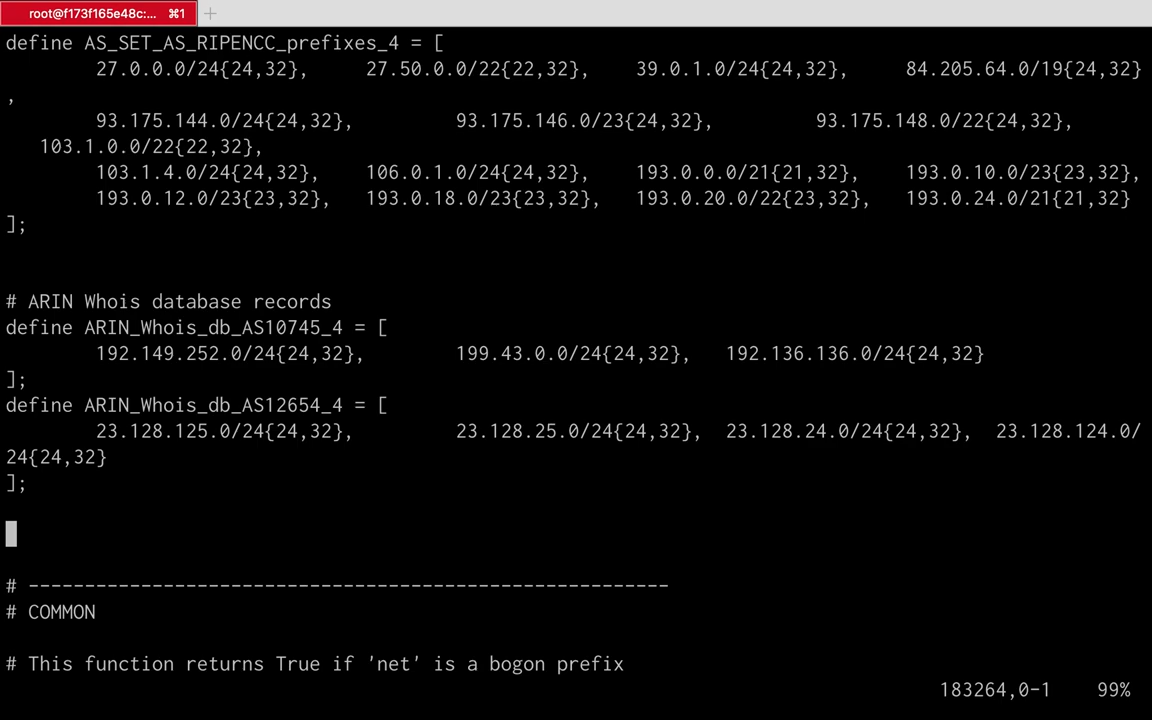 root@f173f165e48c:... ⌘1 +
define AS_SET_AS_RIPENCC_prefixes_4 = [
27.0.0.0/24{24,32}, 27.50.0.0/22{22,32}, 39.0.1.0/24{24,32}, 84.205.64.0/19{24,32}
,
93.175.144.0/24{24,32}, 93.175.146.0/23{24,32}, 93.175.148.0/22{24,32},
103.1.0.0/22{22,32},
103.1.4.0/24{24,32}, 106.0.1.0/24{24,32}, 193.0.0.0/21{21,32}, 193.0.10.0/23{23,32},
193.0.12.0/23{23,32}, 193.0.18.0/23{23,32}, 193.0.20.0/22{23,32}, 193.0.24.0/21{21,32}
];
# ARIN Whois database records
define ARIN_Whois_db_AS10745_4 = [
192.149.252.0/24{24,32}, 199.43.0.0/24{24,32}, 192.136.136.0/24{24,32}
];
define ARIN_Whois_db_AS12654_4 = [
23.128.125.0/24{24,32}, 23.128.25.0/24{24,32}, 23.128.24.0/24{24,32}, 23.128.124.0/
24{24,32}
];
# ---------------------------------------------------------
# COMMON
# This function returns True if 'net' is a bogon prefix
183264,0-1 99%